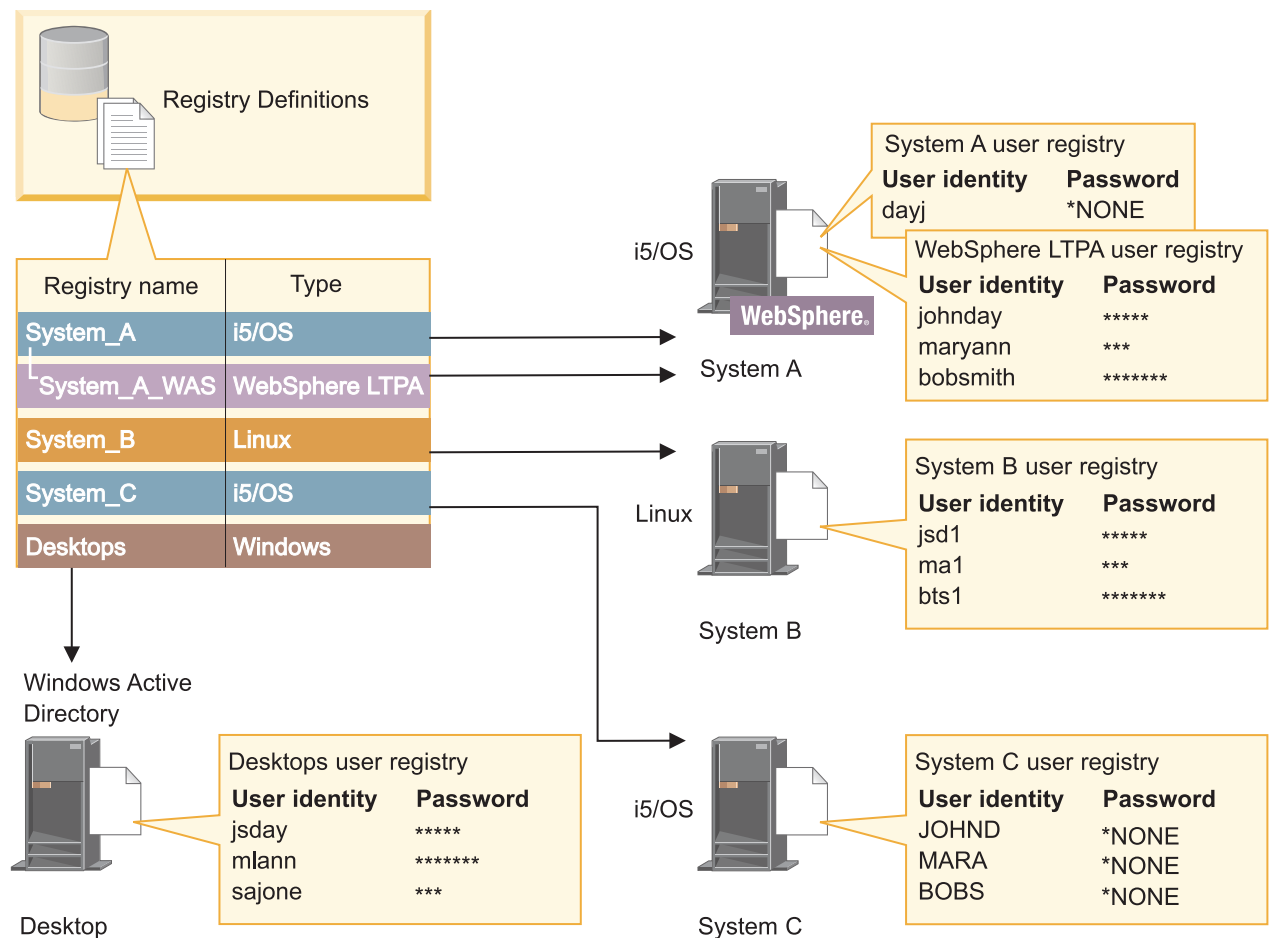 Registry Definitions
Registry name Type
System_A i5/OS
System_A_WAS WebSphere LTPA
System_B Linux
System_C i5/OS
Desktops Windows
i5/OS
WebSphere.
System A
System A user registry
User identity Password
dayj *NONE
WebSphere LTPA user registry
User identity Password
johnday *****
maryann ***
bobsmith *******
Linux
System B
System B user registry
User identity Password
jsd1 *****
ma1 ***
bts1 *******
Windows Active
Directory
Desktop
Desktops user registry
User identity Password
jsday *****
mlann *******
sajone ***
i5/OS
System C
System C user registry
User identity Password
JOHND *NONE
MARA *NONE
BOBS *NONE